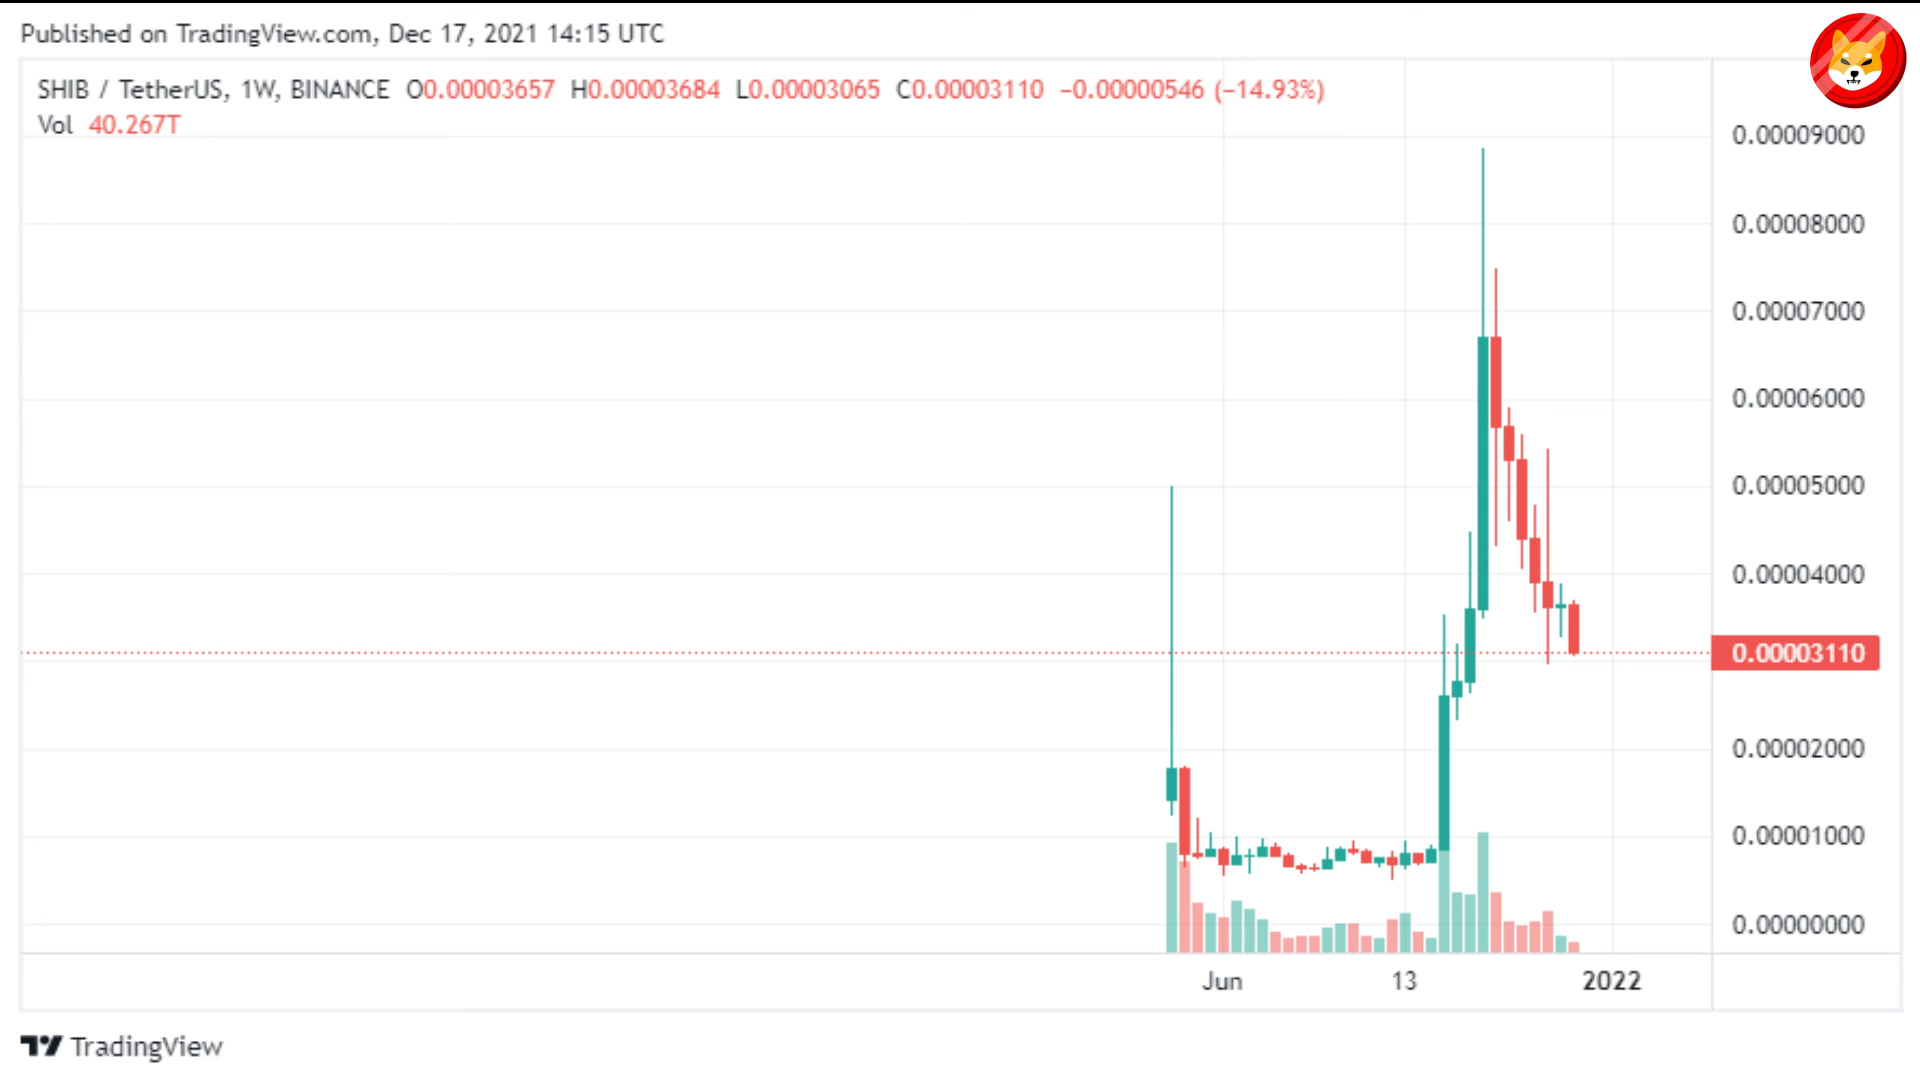 Published on TradingView.com, Dec 17, 2021 14:15 UTC
SHIB / TetherUS, 1W, BINANCE O0.00003657 H0.00003684 L0.00003065 C0.00003110 −0.00000546 (−14.93%)
Vol 40.267T
0.00009000
0.00008000
0.00007000
0.00006000
0.00005000
0.00004000
0.00003110
0.00002000
0.00001000
0.00000000
Jun 13 2022
TradingView